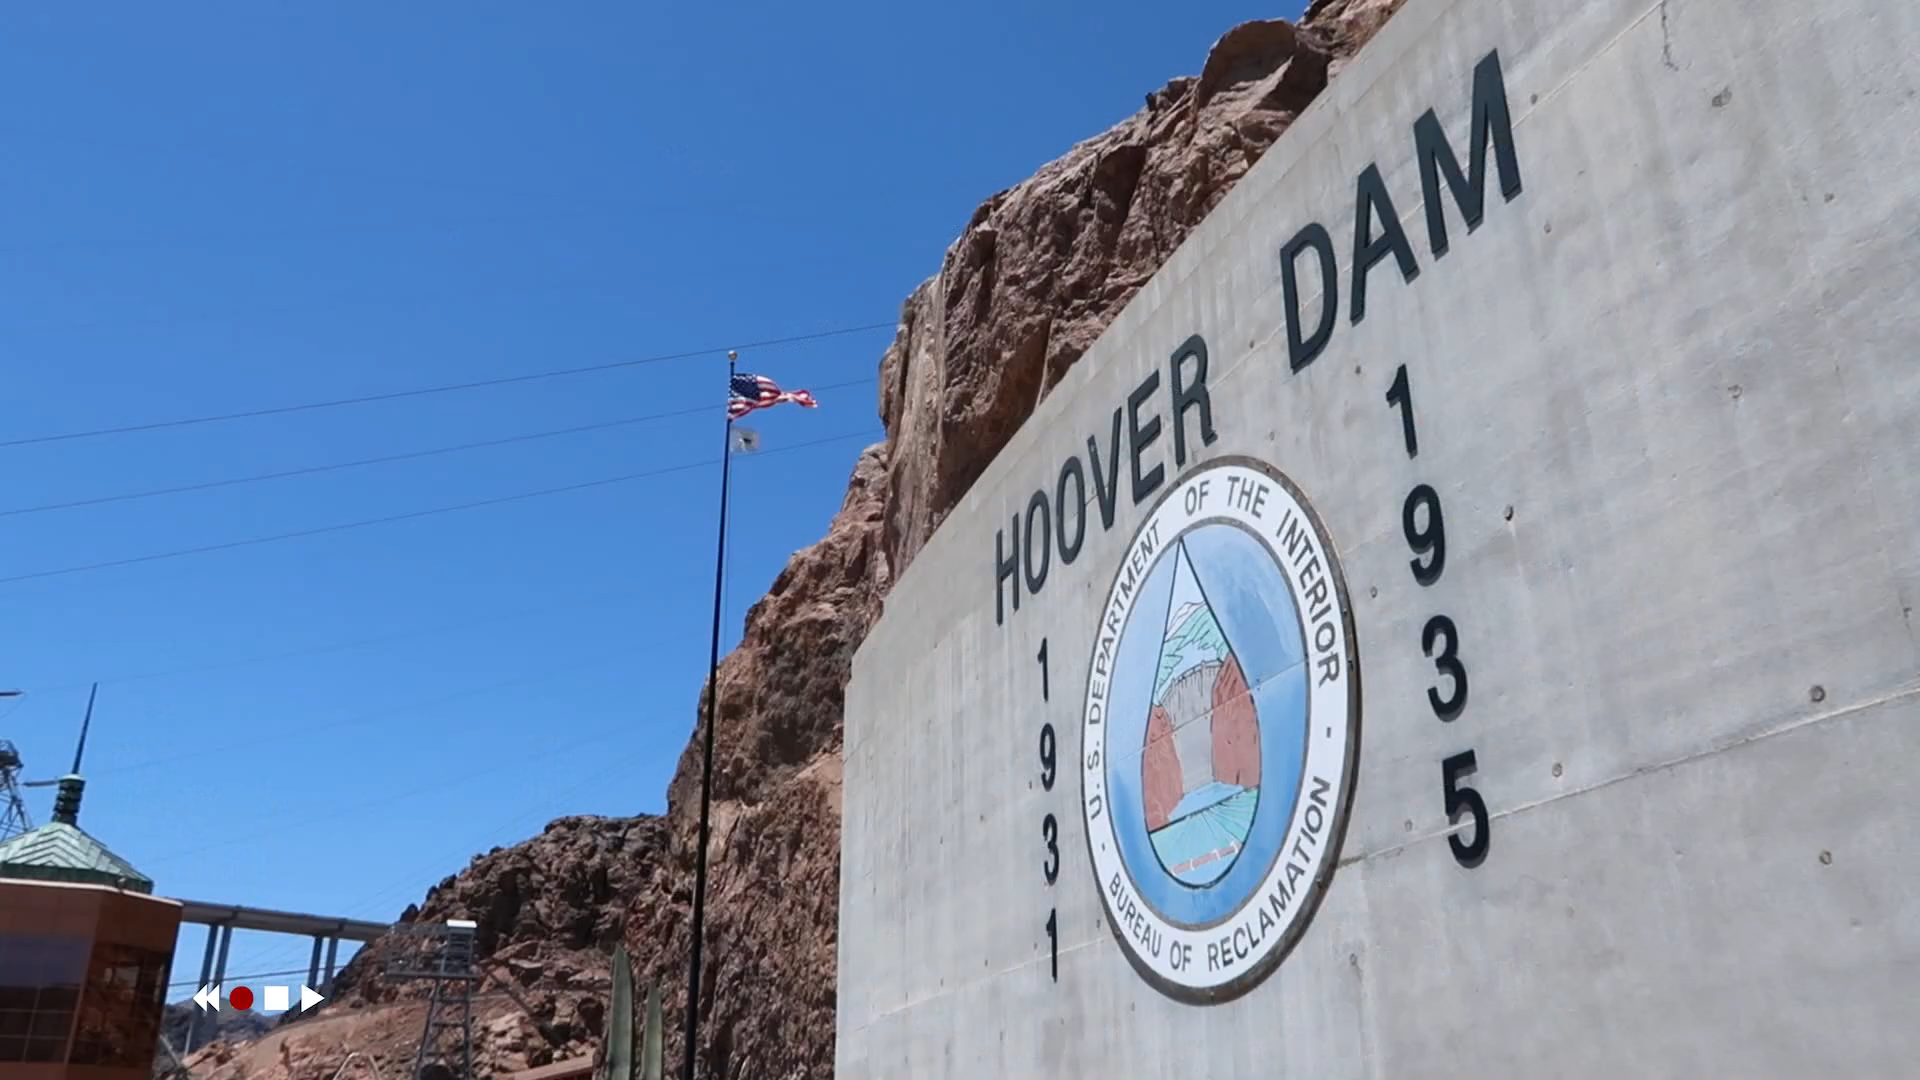 HOOVER DAM
1931
1935
U.S. DEPARTMENT OF THE INTERIOR
BUREAU OF RECLAMATION